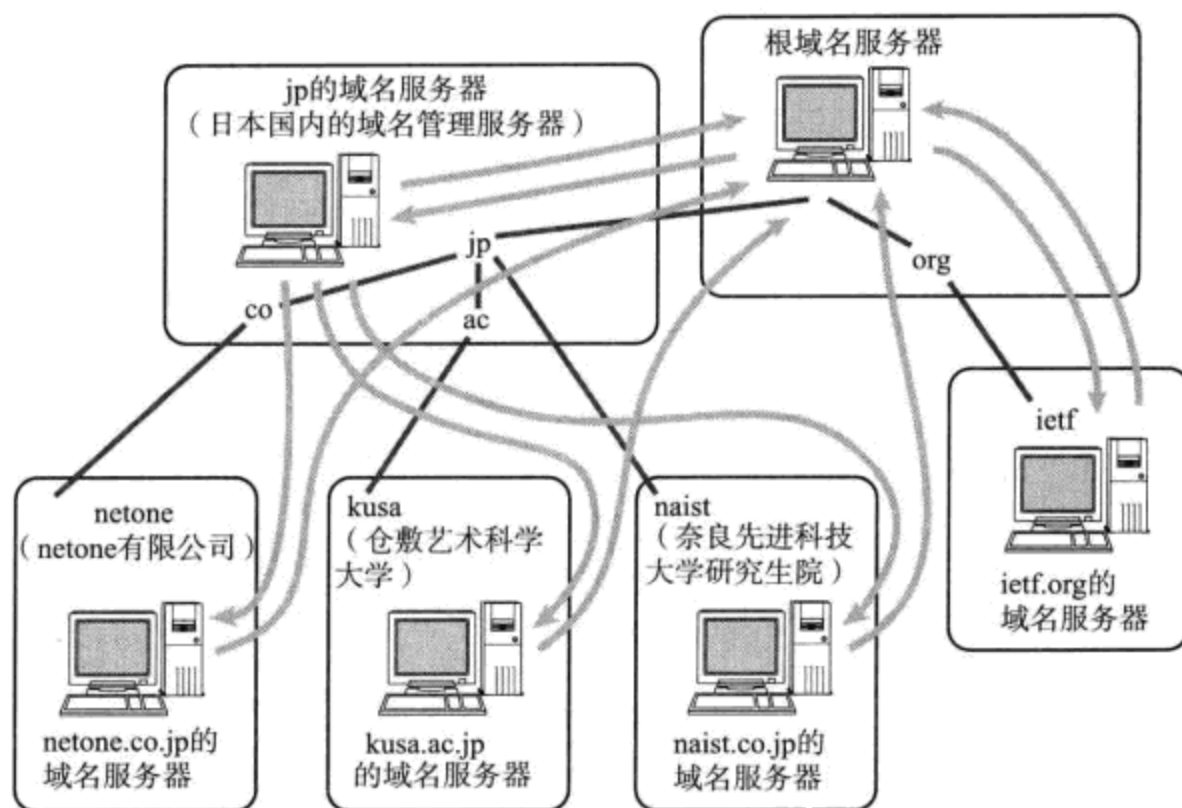 根域名服务器
jp的域名服务器
（日本国内的域名管理服务器）
jp
org
co
ac
ietf
netone
（netone有限公司）
kusa
（仓敷艺术科学
大学）
naist
（奈良先进科技
大学研究生院）
ietf.org的
域名服务器
netone.co.jp的
域名服务器
kusa.ac.jp
的域名服务器
naist.co.jp的
域名服务器